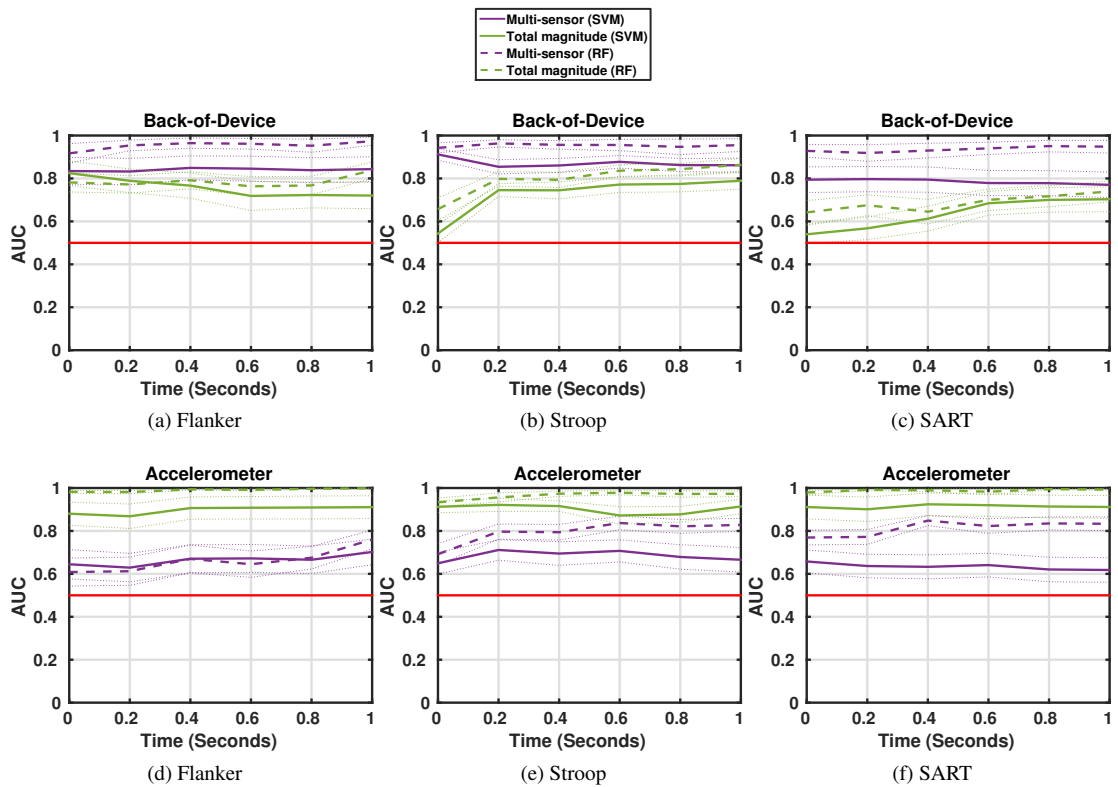 Multi-sensor (SVM)
Total magnitude (SVM)
Multi-sensor (RF)
Total magnitude (RF)
Back-of-Device
1
0.8
0.6
0.4
0.2
0
AUC
0 0.2 0.4 0.6 0.8 1
Time (Seconds)
(a) Flanker
Back-of-Device
1
0.8
0.6
0.4
0.2
0
AUC
0 0.2 0.4 0.6 0.8 1
Time (Seconds)
(b) Stroop
Back-of-Device
1
0.8
0.6
0.4
0.2
0
AUC
0 0.2 0.4 0.6 0.8 1
Time (Seconds)
(c) SART
Accelerometer
1
0.8
0.6
0.4
0.2
0
AUC
0 0.2 0.4 0.6 0.8 1
Time (Seconds)
(d) Flanker
Accelerometer
1
0.8
0.6
0.4
0.2
0
AUC
0 0.2 0.4 0.6 0.8 1
Time (Seconds)
(e) Stroop
Accelerometer
1
0.8
0.6
0.4
0.2
0
AUC
0 0.2 0.4 0.6 0.8 1
Time (Seconds)
(f) SART